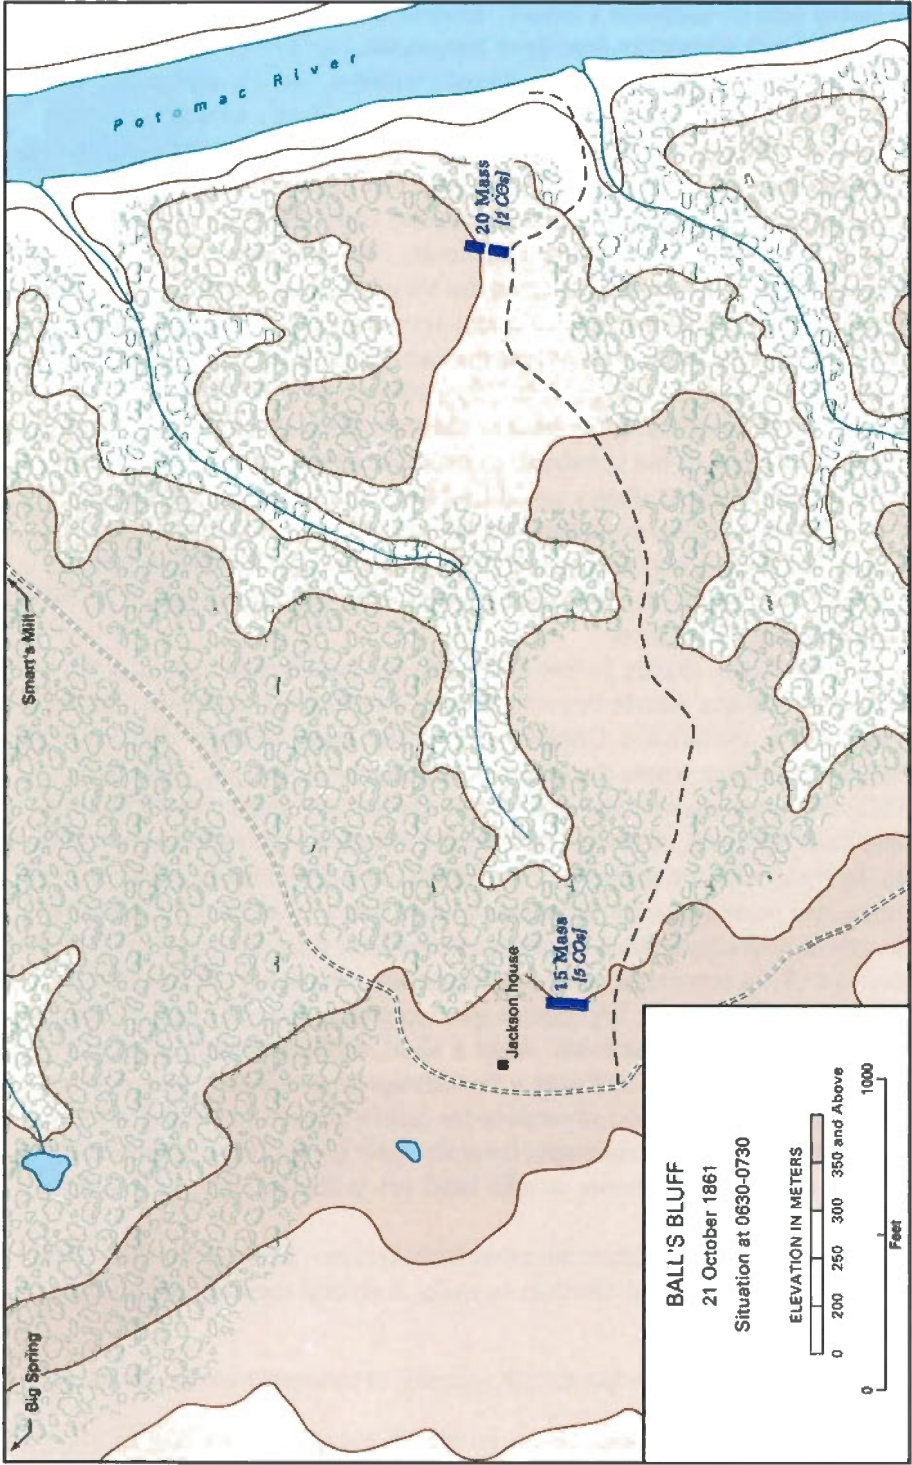 Potomac River
20 Mass
[2 COs]
Smart's Mill
15 Mass
[5 COs]
Jackson house
Big Spring
BALL'S BLUFF
21 October 1861
Situation at 0630-0730
ELEVATION IN METERS
0 200 250 300 350 and Above
0 1000
Feet